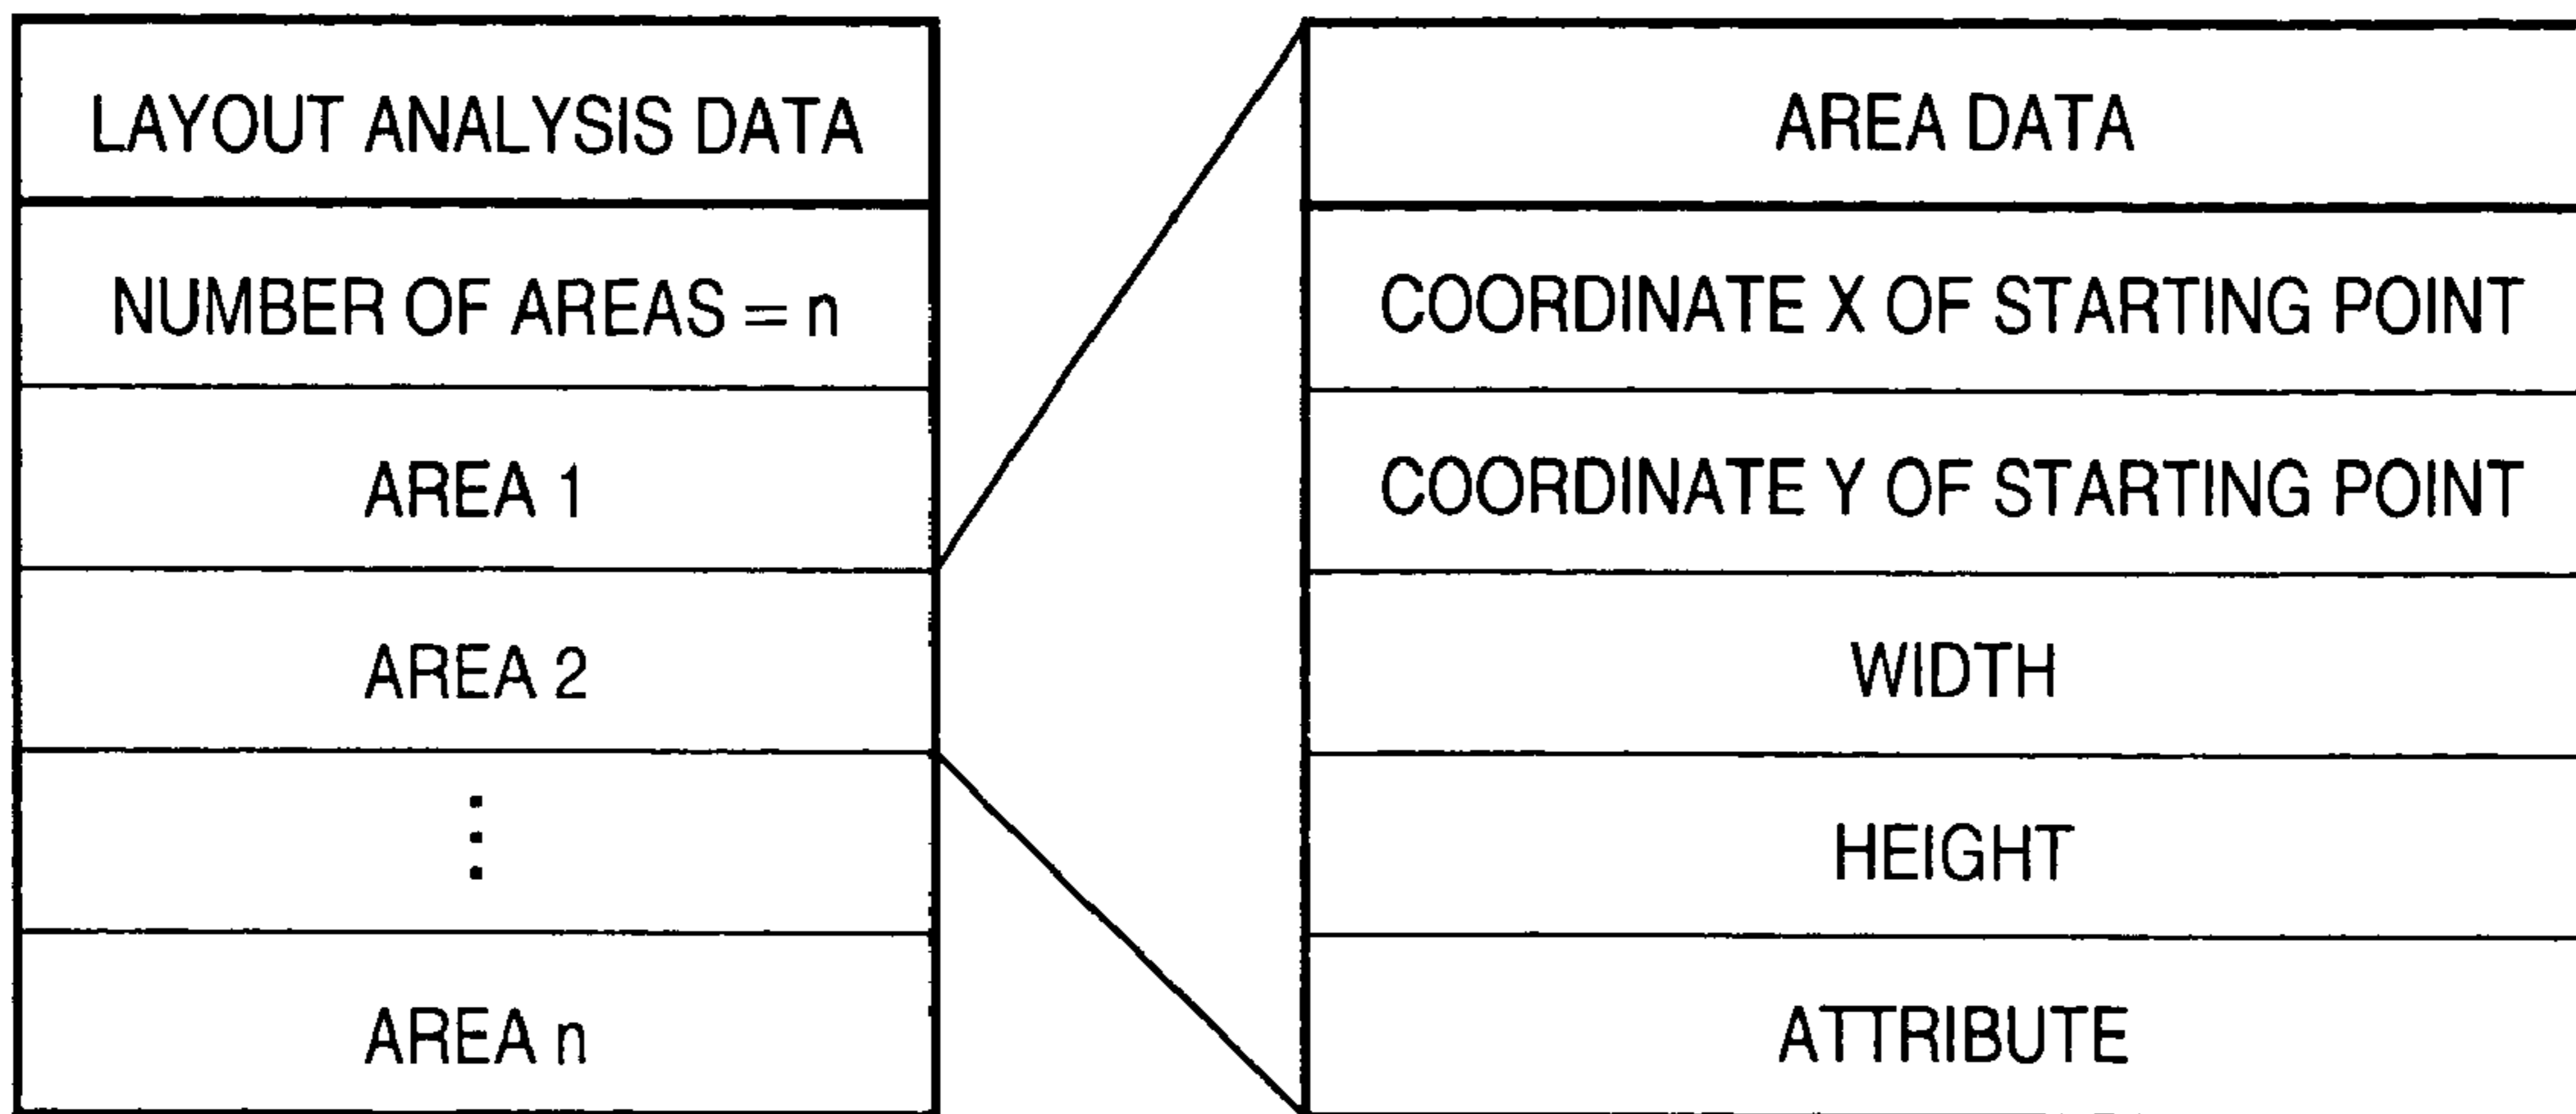 LAYOUT ANALYSIS DATA
NUMBER OF AREAS = n
AREA 1
AREA 2
⋮
AREA n
AREA DATA
COORDINATE X OF STARTING POINT
COORDINATE Y OF STARTING POINT
WIDTH
HEIGHT
ATTRIBUTE